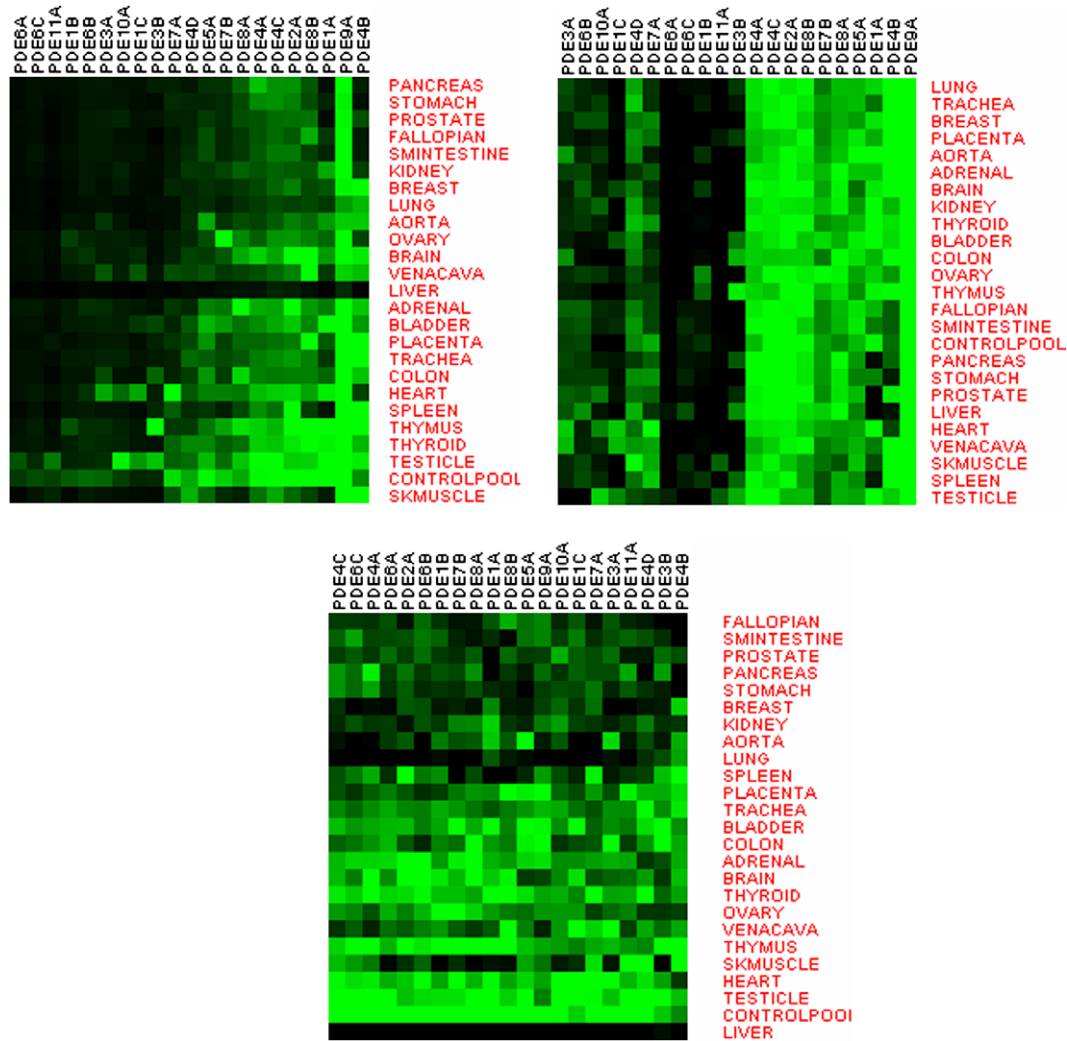 PDE6A PDE6C PDE11A PDE1B PDE6B PDE3A PDE10A PDE1C PDE3B PDE7A PDE4D PDE5A PDE7B PDE8A PDE4A PDE4C PDE2A PDE8B PDE1A PDE9A PDE4B
PANCREAS
STOMACH
PROSTATE
FALLOPIAN
SMINTESTINE
KIDNEY
BREAST
LUNG
AORTA
OVARY
BRAIN
VENACAVA
LIVER
ADRENAL
BLADDER
PLACENTA
TRACHEA
COLON
HEART
SPLEEN
THYMUS
THYROID
TESTICLE
CONTROLPOOL
SKMUSCLE
PDE3A PDE6B PDE10A PDE1C PDE4D PDE7A PDE6A PDE6C PDE1B PDE11A PDE3B PDE4A PDE4C PDE2A PDE8B PDE7B PDE8A PDE5A PDE1A PDE4B PDE9A
LUNG
TRACHEA
BREAST
PLACENTA
AORTA
ADRENAL
BRAIN
KIDNEY
THYROID
BLADDER
COLON
OVARY
THYMUS
FALLOPIAN
SMINTESTINE
CONTROLPOOL
PANCREAS
STOMACH
PROSTATE
LIVER
HEART
VENACAVA
SKMUSCLE
SPLEEN
TESTICLE
PDE4C PDE6C PDE4A PDE6A PDE2A PDE6B PDE1B PDE7B PDE8A PDE1A PDE8B PDE5A PDE9A PDE10A PDE1C PDE7A PDE3A PDE11A PDE4D PDE3B PDE4B
FALLOPIAN
SMINTESTINE
PROSTATE
PANCREAS
STOMACH
BREAST
KIDNEY
AORTA
LUNG
SPLEEN
PLACENTA
TRACHEA
BLADDER
COLON
ADRENAL
BRAIN
THYROID
OVARY
VENACAVA
THYMUS
SKMUSCLE
HEART
TESTICLE
CONTROLPOOl
LIVER